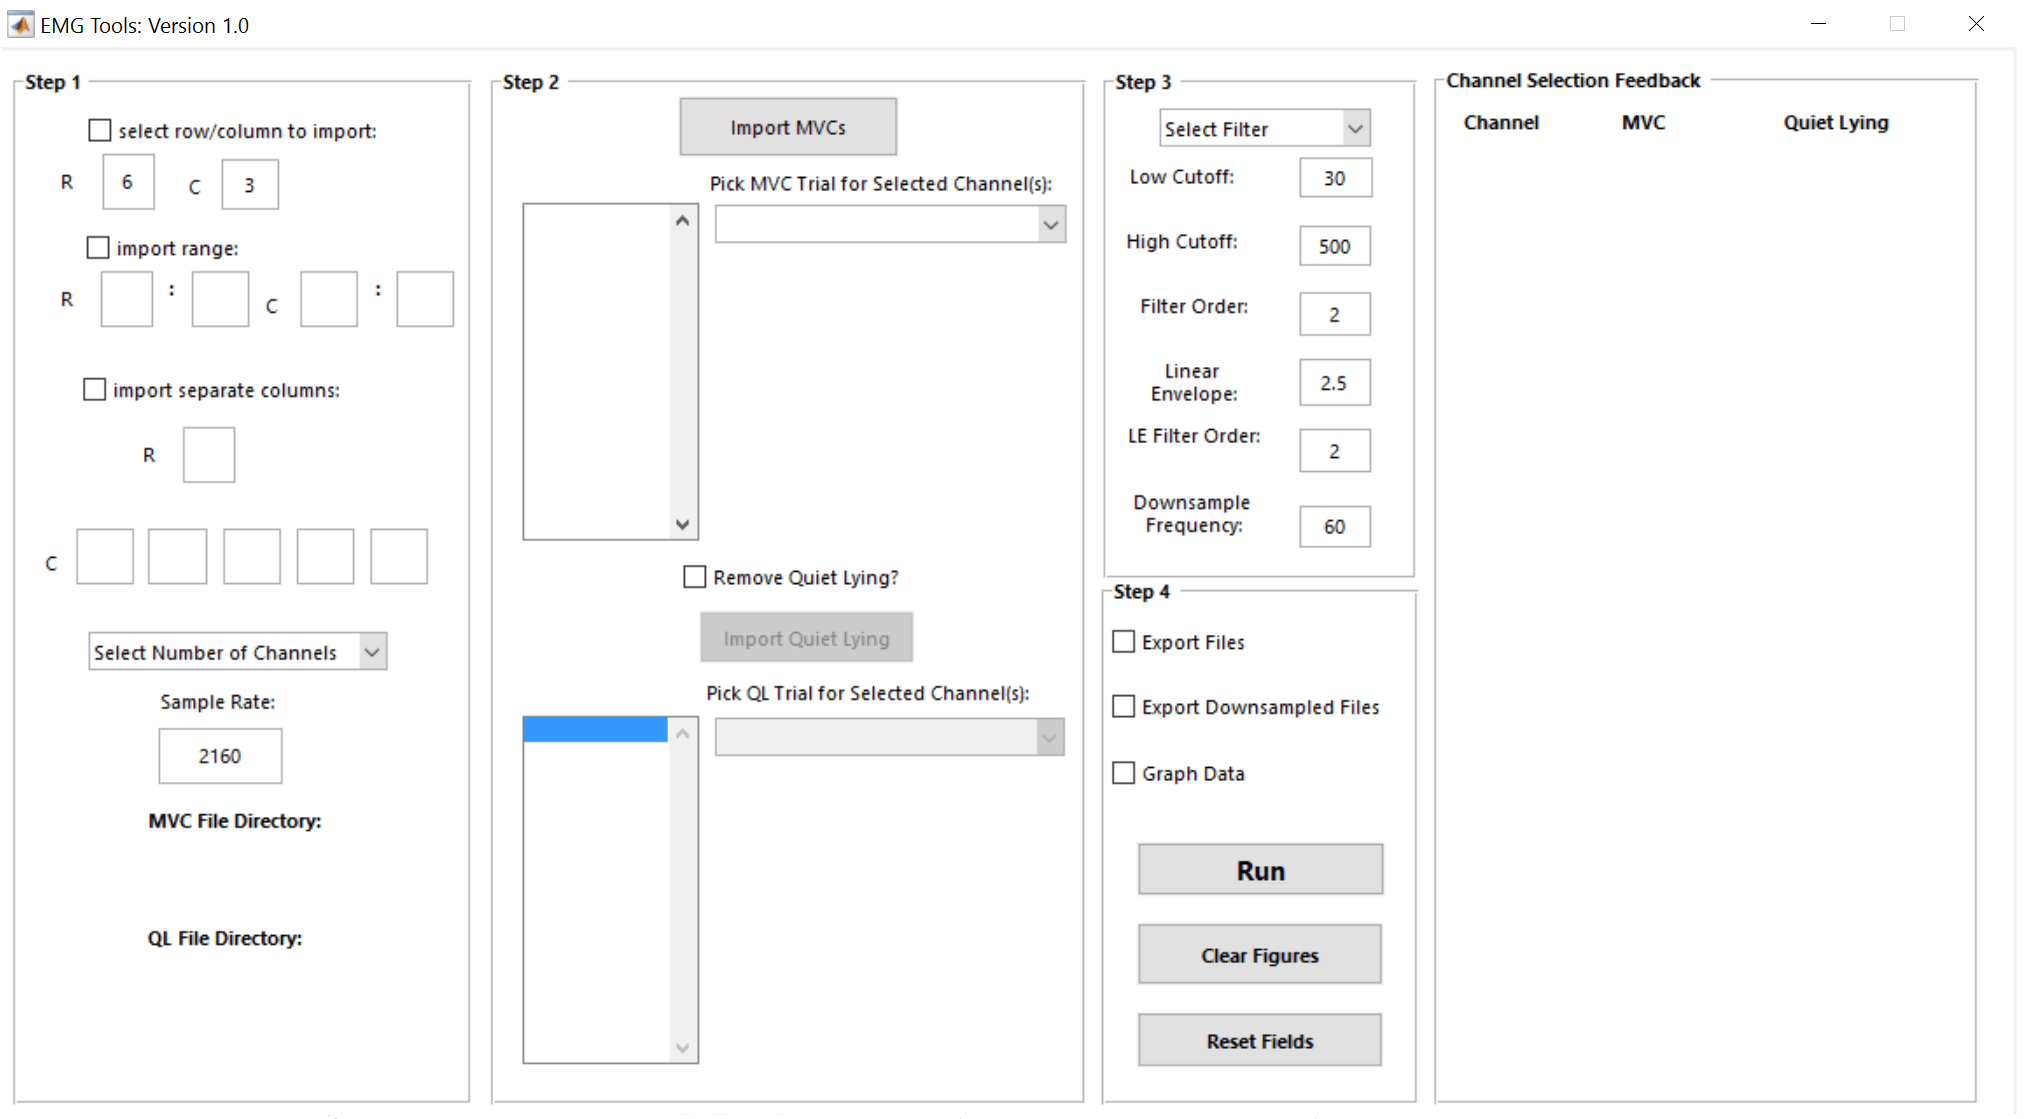 EMG Tools: Version 1.0
Step 1
select row/column to import:
R 6 C 3
import range:
R : C :
import separate columns:
R
C
Select Number of Channels
Sample Rate:
2160
MVC File Directory:
QL File Directory:
Step 2
Import MVCs
Pick MVC Trial for Selected Channel(s):
Remove Quiet Lying?
Import Quiet Lying
Pick QL Trial for Selected Channel(s):
Step 3
Select Filter
Low Cutoff: 30
High Cutoff: 500
Filter Order: 2
Linear
Envelope: 2.5
LE Filter Order: 2
Downsample
Frequency: 60
Step 4
Export Files
Export Downsampled Files
Graph Data
Run
Clear Figures
Reset Fields
Channel Selection Feedback
Channel MVC Quiet Lying